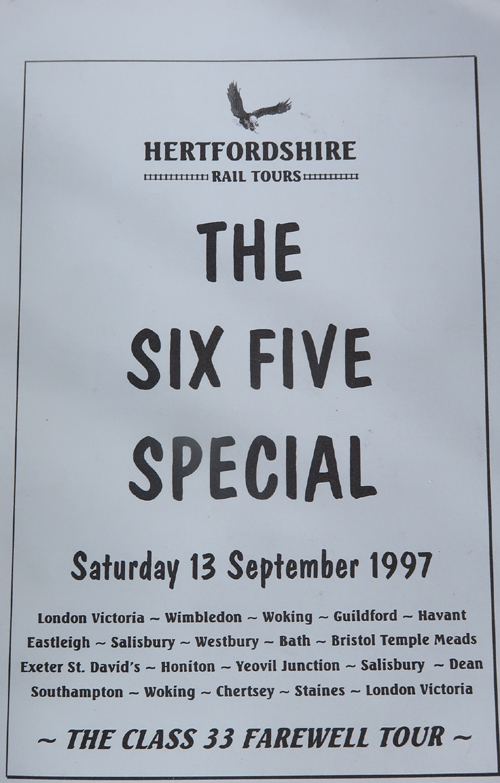 HERTFORDSHIRE
RAIL TOURS
THE
SIX FIVE
SPECIAL
Saturday 13 September 1997
London Victoria ~ Wimbledon ~ Woking ~ Guildford ~ Havant
Eastleigh ~ Salisbury ~ Westbury ~ Bath ~ Bristol Temple Meads
Exeter St. David's ~ Honiton ~ Yeovil Junction ~ Salisbury ~ Dean
Southampton ~ Woking ~ Chertsey ~ Staines ~ London Victoria
~ THE CLASS 33 FAREWELL TOUR ~